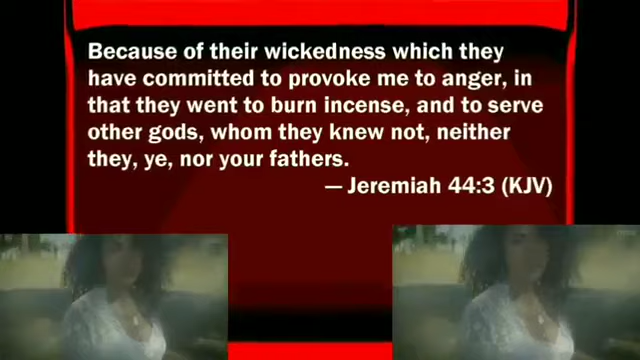 Because of their wickedness which they
have committed to provoke me to anger, in
that they went to burn incense, and to serve
other gods, whom they knew not, neither
they, ye, nor your fathers.
— Jeremiah 44:3 (KJV)